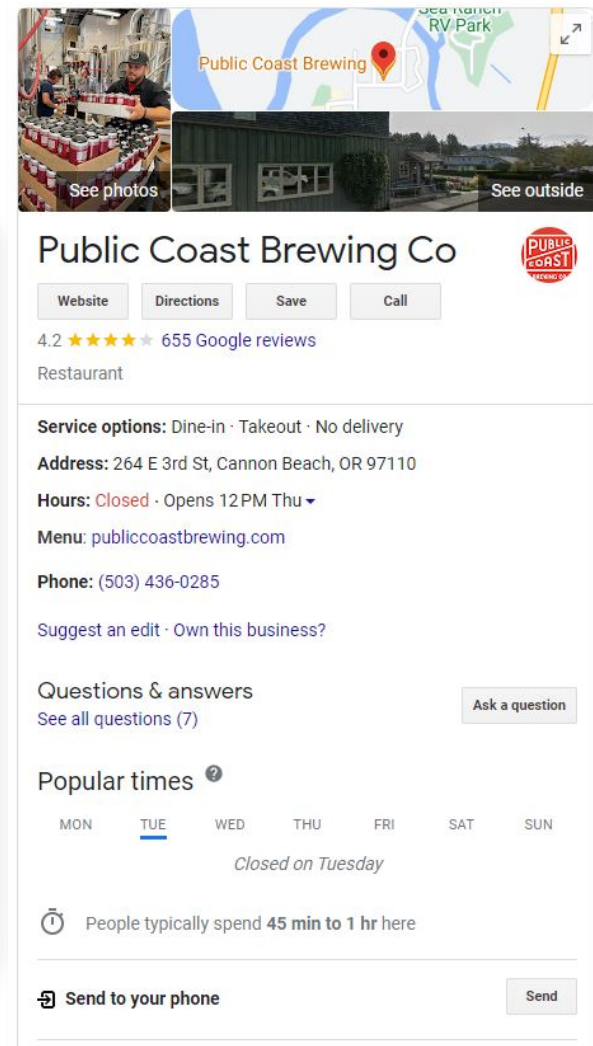 Sea Ranch
RV Park
Public Coast Brewing
See photos
See outside
Public Coast Brewing Co
PUBLIC
COAST
BREWING CO
Website Directions Save Call
4.2 655 Google reviews
Restaurant
Service options: Dine-in · Takeout · No delivery
Address: 264 E 3rd St, Cannon Beach, OR 97110
Hours: Closed · Opens 12 PM Thu
Menu: publiccoastbrewing.com
Phone: (503) 436-0285
Suggest an edit · Own this business?
Questions & answers
See all questions (7)
Ask a question
Popular times ?
MON TUE WED THU FRI SAT SUN
Closed on Tuesday
People typically spend 45 min to 1 hr here
Send to your phone
Send